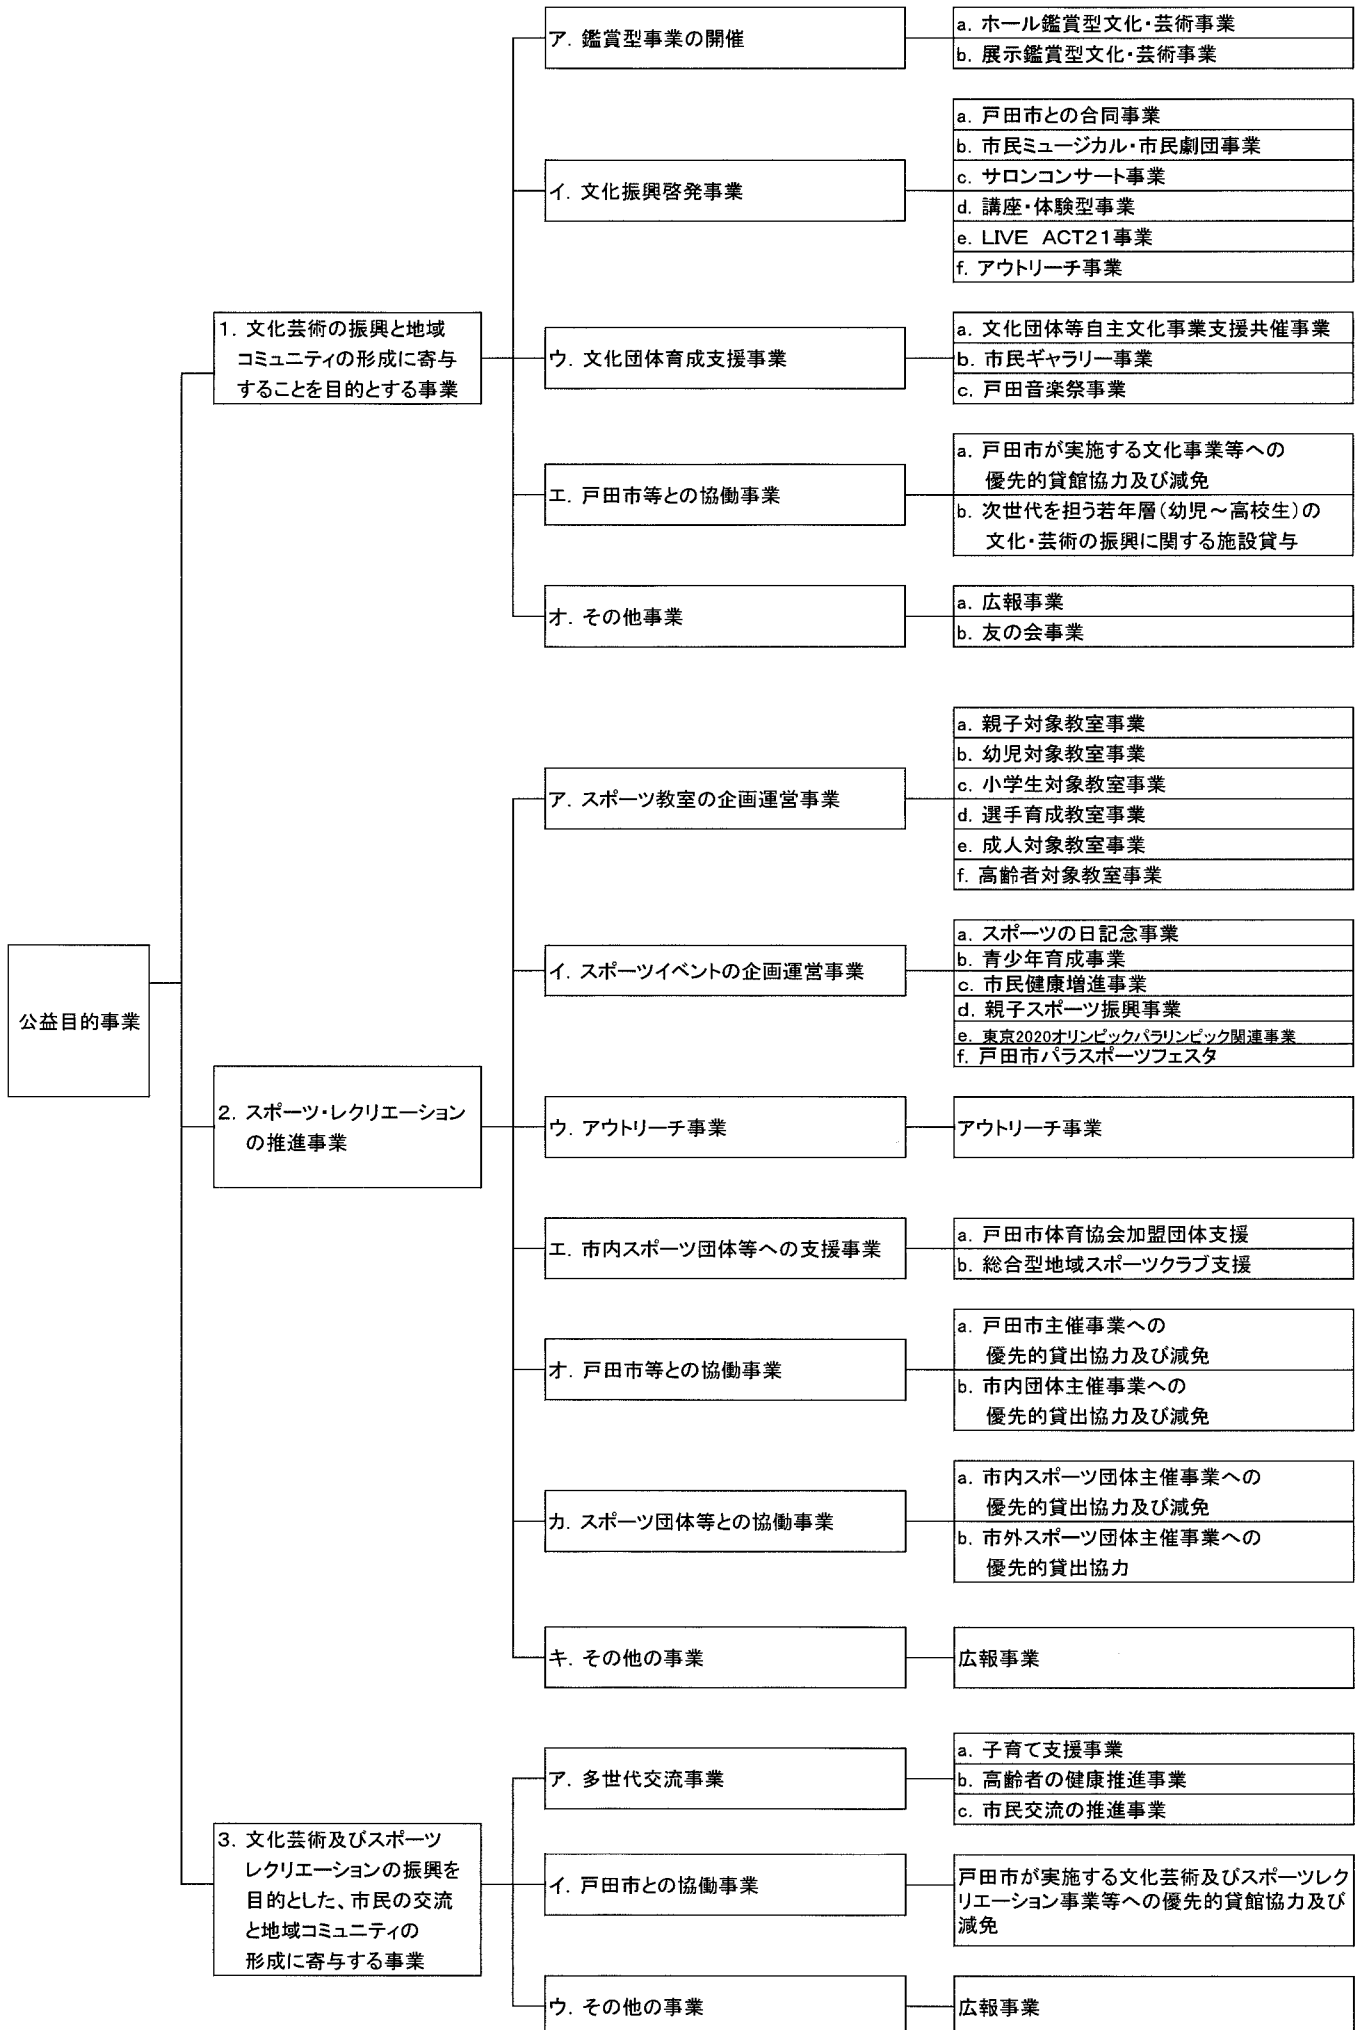 公益目的事業
1. 文化芸術の振興と地域
コミュニティの形成に寄与
することを目的とする事業
ア. 鑑賞型事業の開催
a. ホール鑑賞型文化・芸術事業
b. 展示鑑賞型文化・芸術事業
イ. 文化振興啓発事業
a. 戸田市との合同事業
b. 市民ミュージカル・市民劇団事業
c. サロンコンサート事業
d. 講座・体験型事業
e. LIVE ACT21事業
f. アウトリーチ事業
ウ. 文化団体育成支援事業
a. 文化団体等自主文化事業支援共催事業
b. 市民ギャラリー事業
c. 戸田音楽祭事業
エ. 戸田市等との協働事業
a. 戸田市が実施する文化事業等への
優先的貸館協力及び減免
b. 次世代を担う若年層（幼児～高校生）の
文化・芸術の振興に関する施設貸与
オ. その他事業
a. 広報事業
b. 友の会事業
2. スポーツ・レクリエーション
の推進事業
ア. スポーツ教室の企画運営事業
a. 親子対象教室事業
b. 幼児対象教室事業
c. 小学生対象教室事業
d. 選手育成教室事業
e. 成人対象教室事業
f. 高齢者対象教室事業
イ. スポーツイベントの企画運営事業
a. スポーツの日記念事業
b. 青少年育成事業
c. 市民健康増進事業
d. 親子スポーツ振興事業
e. 東京2020オリンピックパラリンピック関連事業
f. 戸田市パラスポーツフェスタ
ウ. アウトリーチ事業
アウトリーチ事業
エ. 市内スポーツ団体等への支援事業
a. 戸田市体育協会加盟団体支援
b. 総合型地域スポーツクラブ支援
オ. 戸田市等との協働事業
a. 戸田市主催事業への
優先的貸出協力及び減免
b. 市内団体主催事業への
優先的貸出協力及び減免
カ. スポーツ団体等との協働事業
a. 市内スポーツ団体主催事業への
優先的貸出協力及び減免
b. 市外スポーツ団体主催事業への
優先的貸出協力
キ. その他の事業
広報事業
3. 文化芸術及びスポーツ
レクリエーションの振興を
目的とした、市民の交流
と地域コミュニティの
形成に寄与する事業
ア. 多世代交流事業
a. 子育て支援事業
b. 高齢者の健康推進事業
c. 市民交流の推進事業
イ. 戸田市との協働事業
戸田市が実施する文化芸術及びスポーツレク
リエーション事業等への優先的貸館協力及び
減免
ウ. その他の事業
広報事業